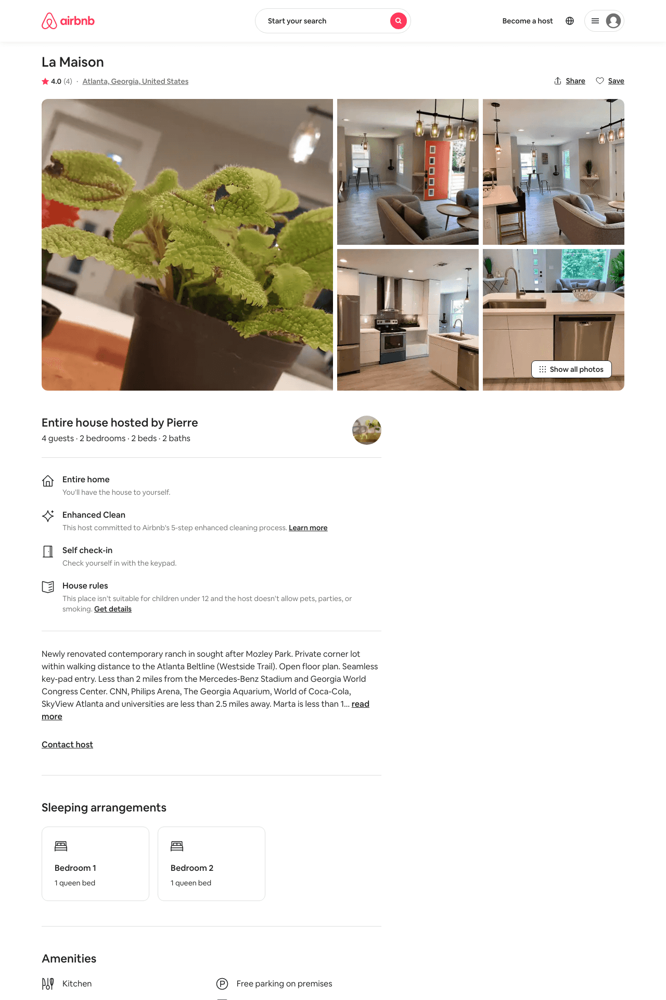 airbnb
Start your search
Become a host
La Maison
4.0 (4) · Atlanta, Georgia, United States
Share
Save
Show all photos
Entire house hosted by Pierre
4 guests · 2 bedrooms · 2 beds · 2 baths
Entire home
You’ll have the house to yourself.
Enhanced Clean
This host committed to Airbnb's 5-step enhanced cleaning process. Learn more
Self check-in
Check yourself in with the keypad.
House rules
This place isn’t suitable for children under 12 and the host doesn’t allow pets, parties, or
smoking. Get details
Newly renovated contemporary ranch in sought after Mozley Park. Private corner lot
within walking distance to the Atlanta Beltline (Westside Trail). Open floor plan. Seamless
key-pad entry. Less than 2 miles from the Mercedes-Benz Stadium and Georgia World
Congress Center. CNN, Philips Arena, The Georgia Aquarium, World of Coca-Cola,
SkyView Atlanta and universities are less than 2.5 miles away. Marta is less than 1... read
more
Contact host
Sleeping arrangements
Bedroom 1
1 queen bed
Bedroom 2
1 queen bed
Amenities
Kitchen
Free parking on premises